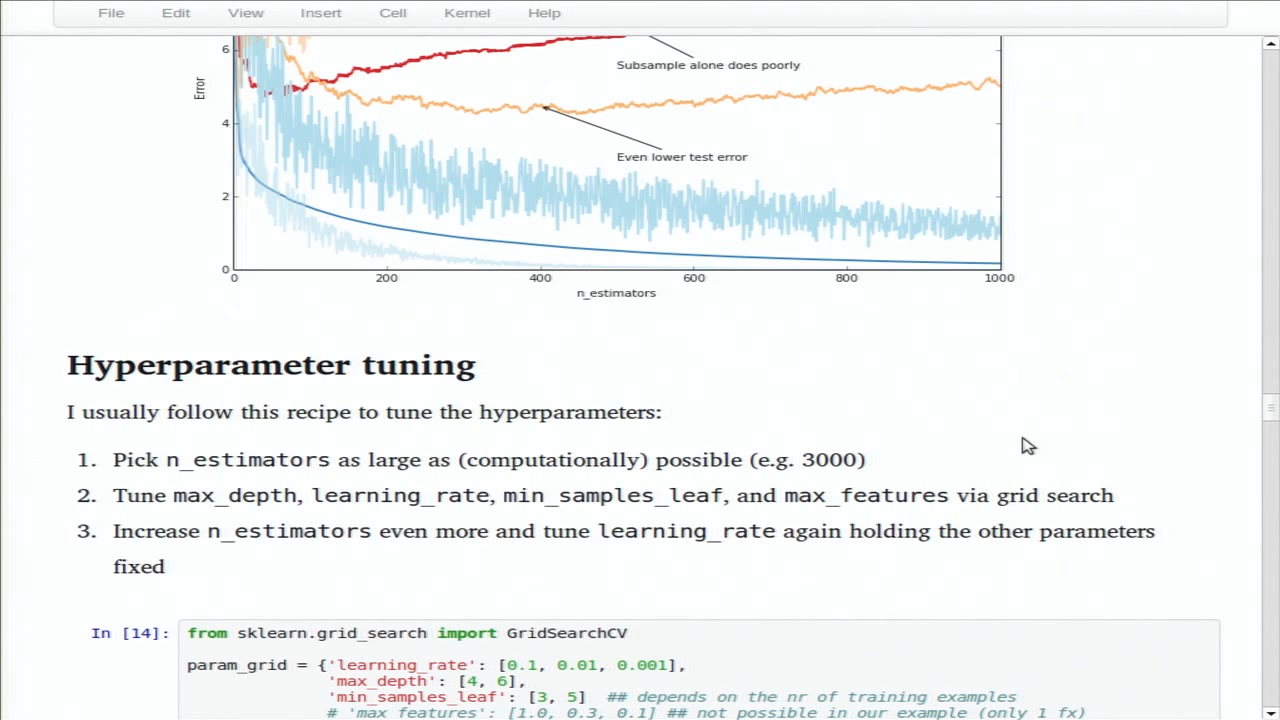 File Edit View Insert Cell Kernel Help
6
Subsample alone does poorly
Error
4
Even lower test error
2
0
0 200 400 600 800 1000
n_estimators
Hyperparameter tuning
I usually follow this recipe to tune the hyperparameters:
1. Pick n_estimators as large as (computationally) possible (e.g. 3000)
2. Tune max_depth, learning_rate, min_samples_leaf, and max_features via grid search
3. Increase n_estimators even more and tune learning_rate again holding the other parameters
fixed
In [14]: from sklearn.grid_search import GridSearchCV
param_grid = {'learning_rate': [0.1, 0.01, 0.001],
'max_depth': [4, 6],
'min_samples_leaf': [3, 5] ## depends on the nr of training examples
# 'max_features': [1.0, 0.3, 0.1] ## not possible in our example (only 1 fx)